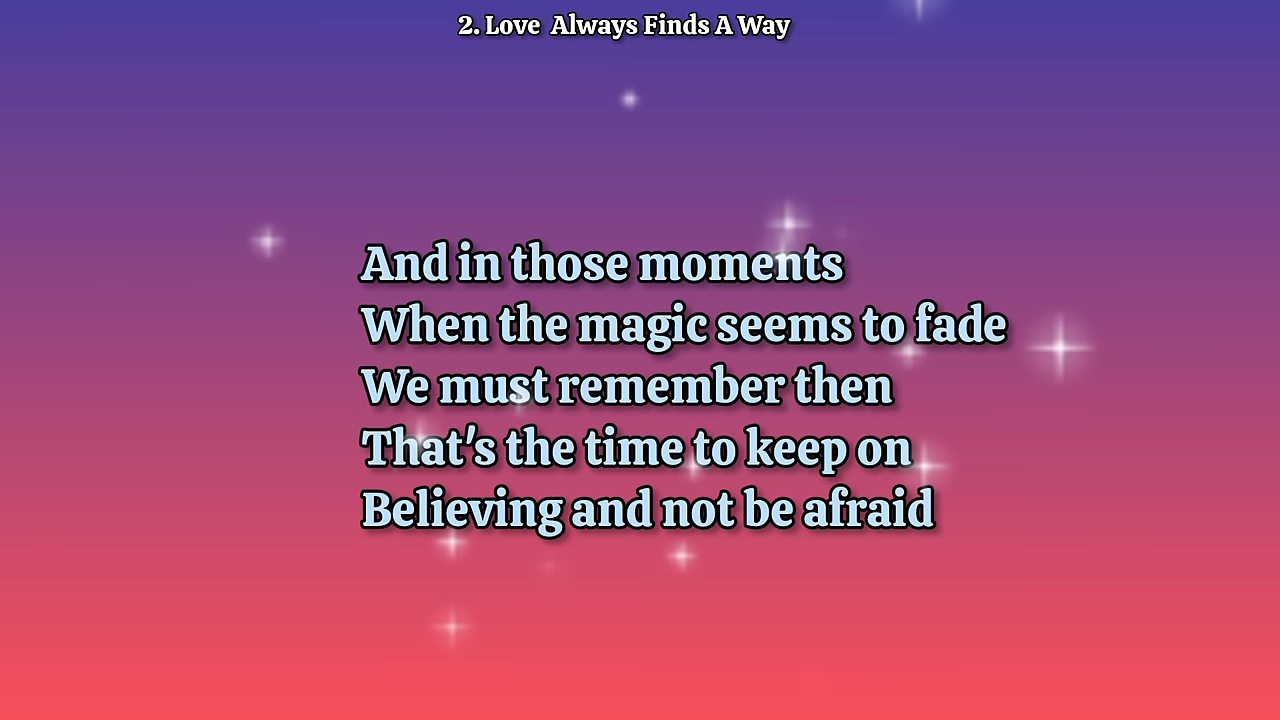 2. Love Always Finds A Way
And in those moments
When the magic seems to fade
We must remember then
That's the time to keep on
Believing and not be afraid